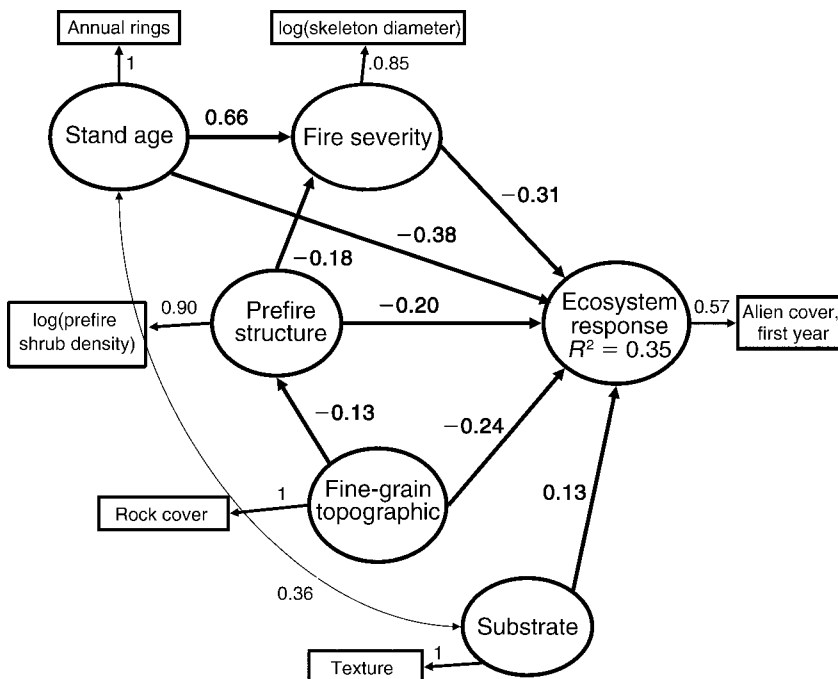 Annual rings
log(skeleton diameter)
1
.0.85
Stand age
0.66
Fire severity
−0.31
−0.38
−0.18
log(prefire
shrub density)
0.90
Prefire
structure
−0.20
Ecosystem
response
R² = 0.35
0.57
Alien cover,
first year
−0.13
−0.24
Rock cover
1
Fine-grain
topographic
0.13
0.36
Substrate
Texture
1